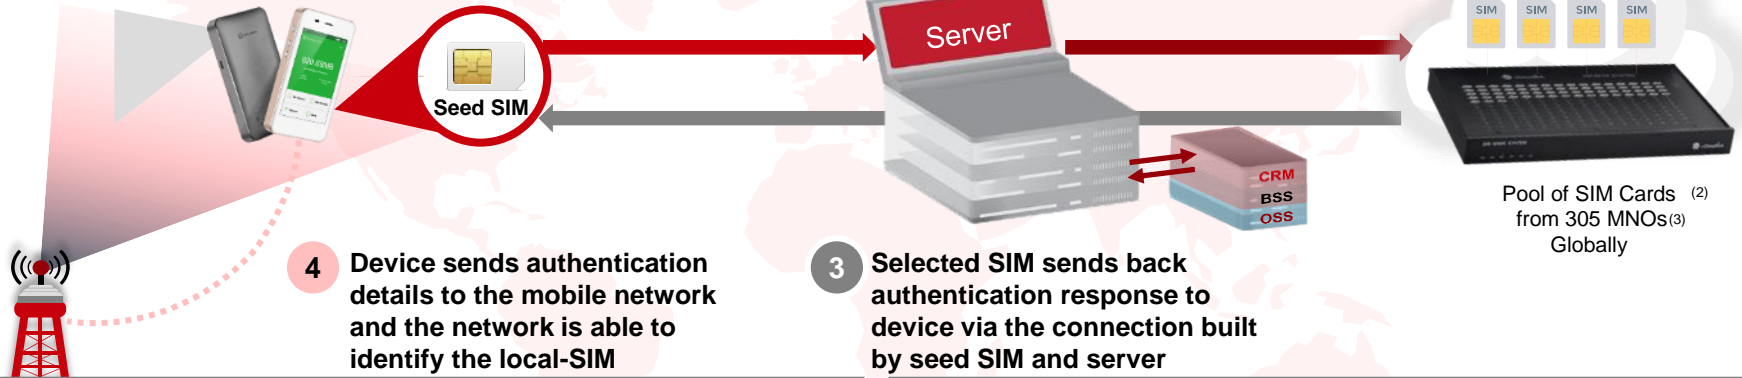 SIM SIM SIM SIM
Server
Seed SIM
CRM
BSS
OSS
Pool of SIM Cards (2)
from 305 MNOs(3)
Globally
4 Device sends authentication
details to the mobile network
and the network is able to
identify the local-SIM
3 Selected SIM sends back
authentication response to
device via the connection built
by seed SIM and server